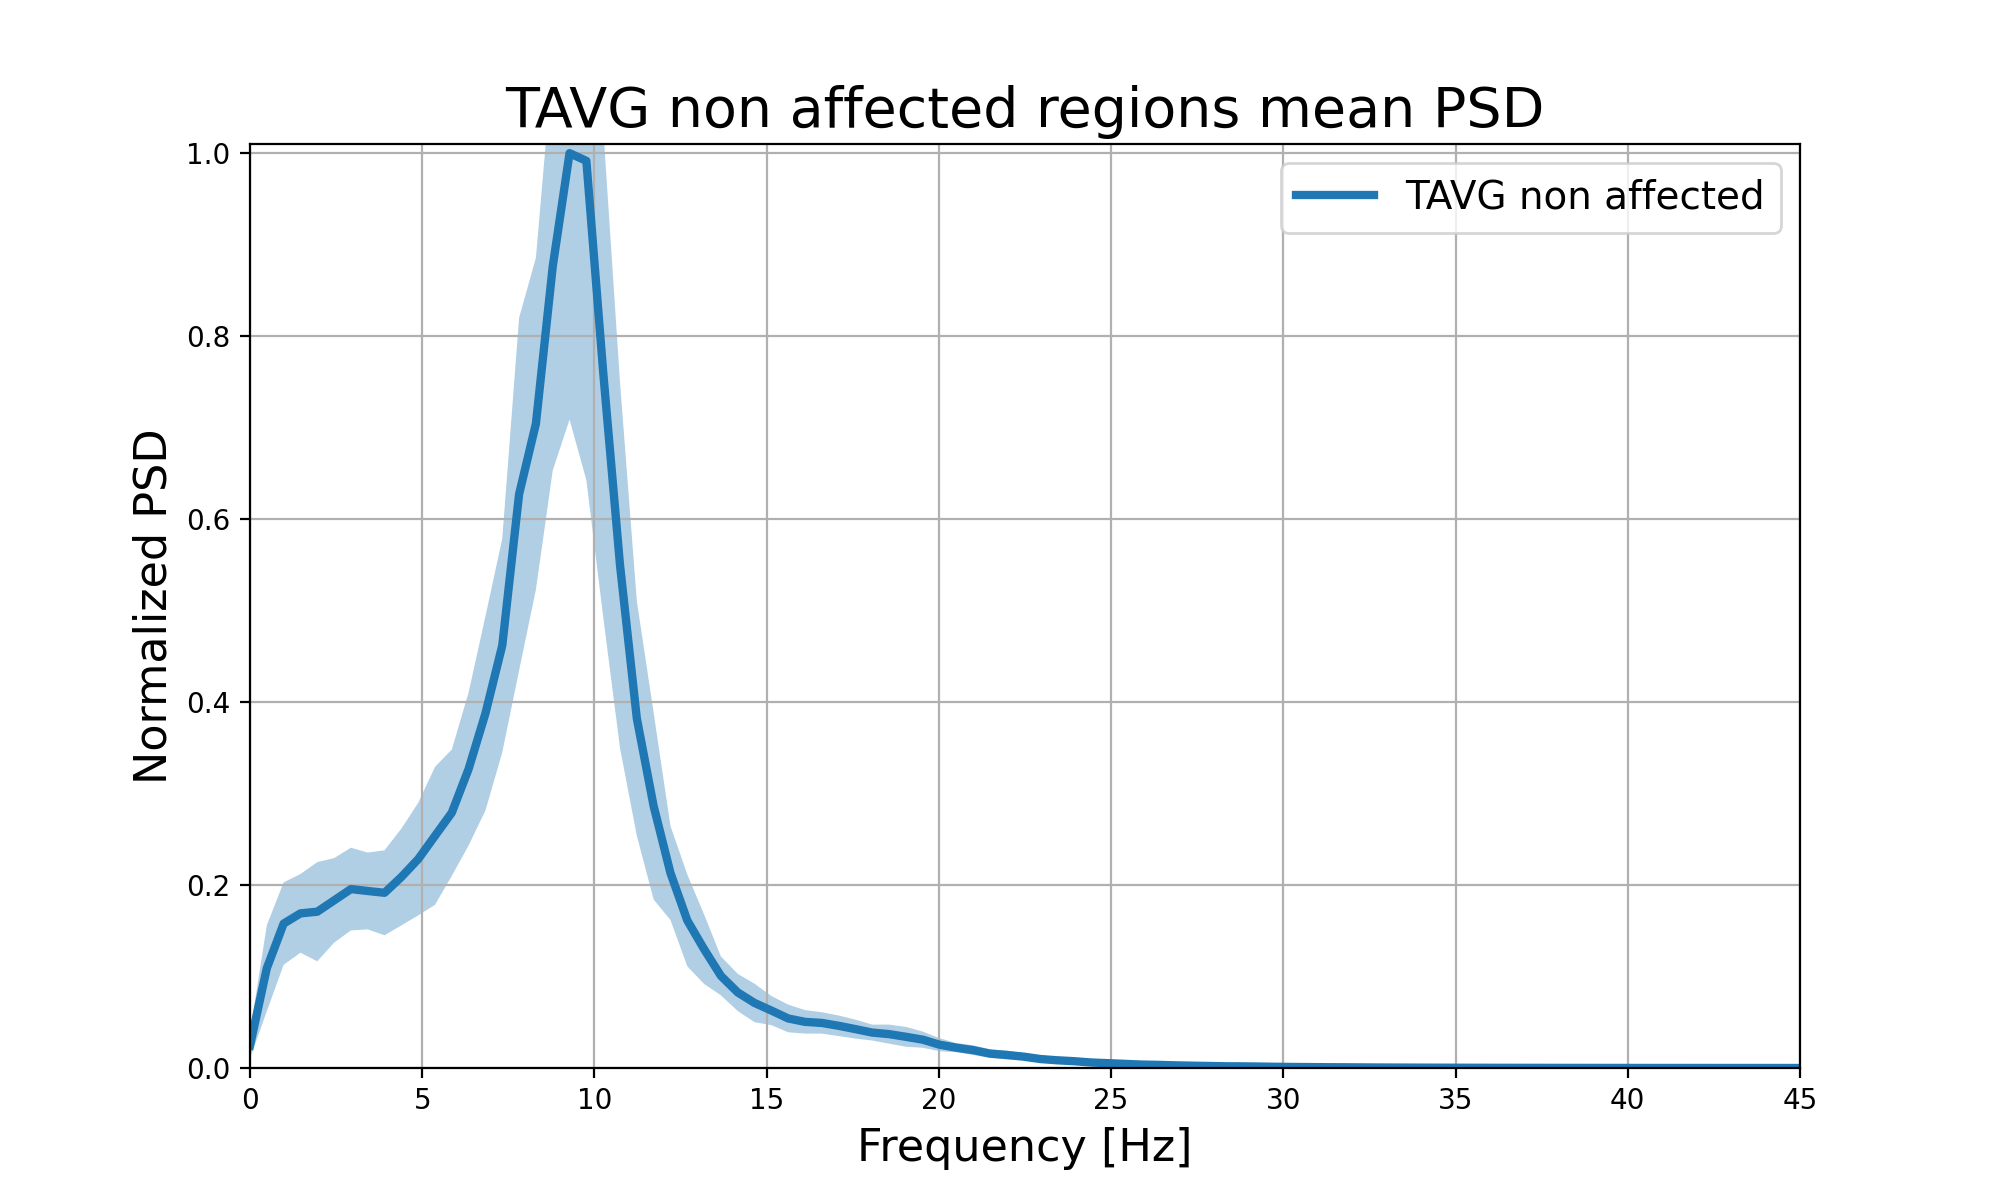 TAVG non affected regions mean PSD
TAVG non affected
Normalized PSD
1.0
0.8
0.6
0.4
0.2
0.0
0 5 10 15 20 25 30 35 40 45
Frequency [Hz]